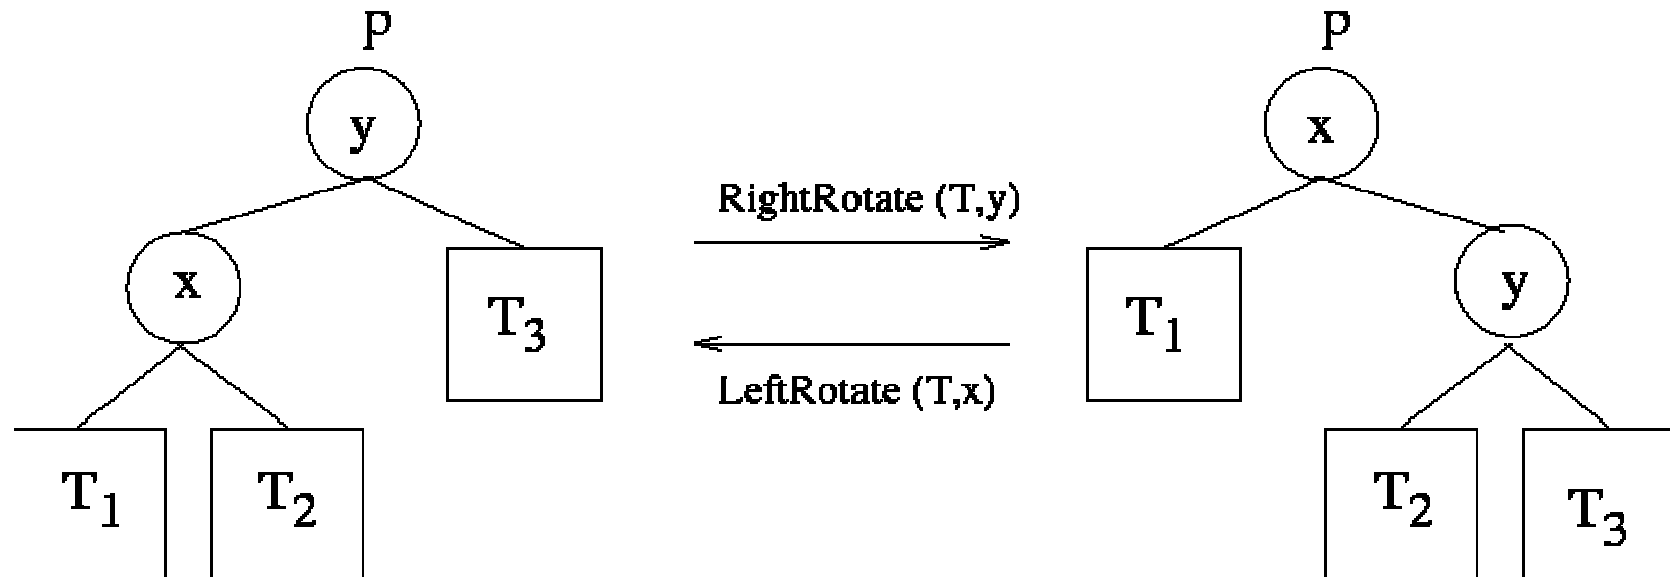 p
y
x
T3
T1
T2
RightRotate (T,y)
LeftRotate (T,x)
p
x
T1
y
T2
T3